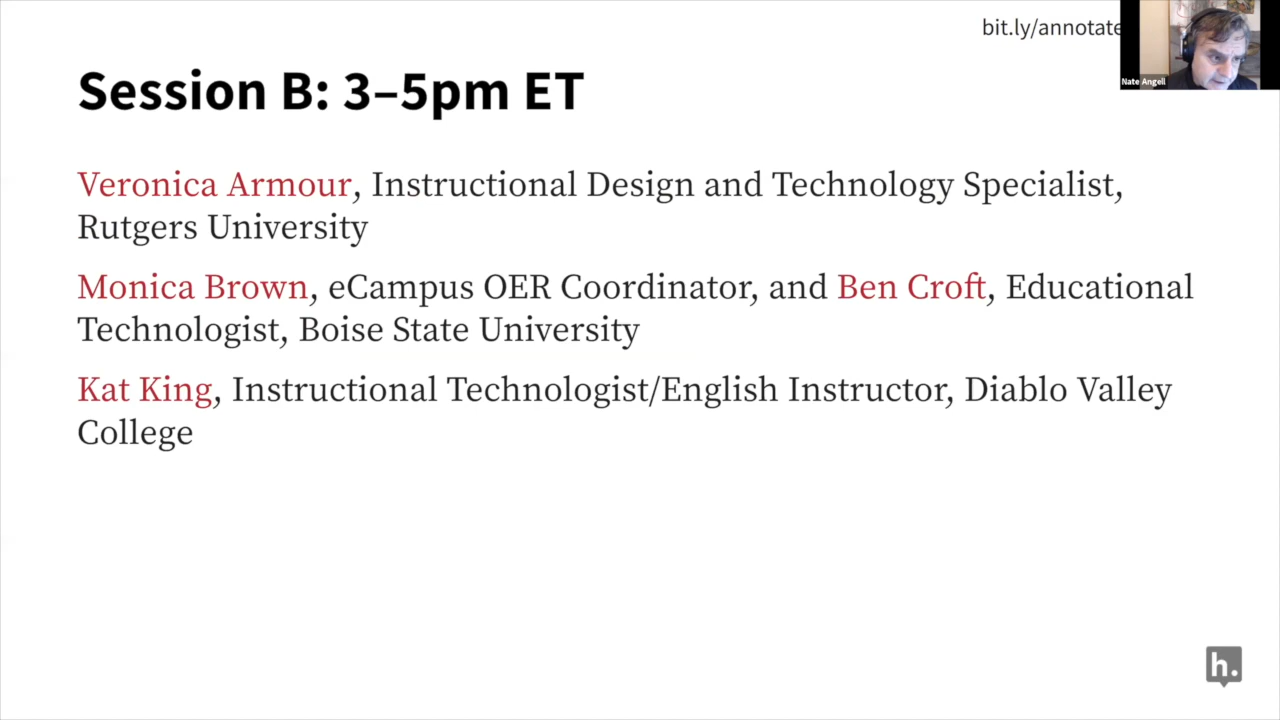 bit.ly/annotate
Nate Angell
Session B: 3–5pm ET
Veronica Armour, Instructional Design and Technology Specialist,
Rutgers University
Monica Brown, eCampus OER Coordinator, and Ben Croft, Educational
Technologist, Boise State University
Kat King, Instructional Technologist/English Instructor, Diablo Valley
College
h.